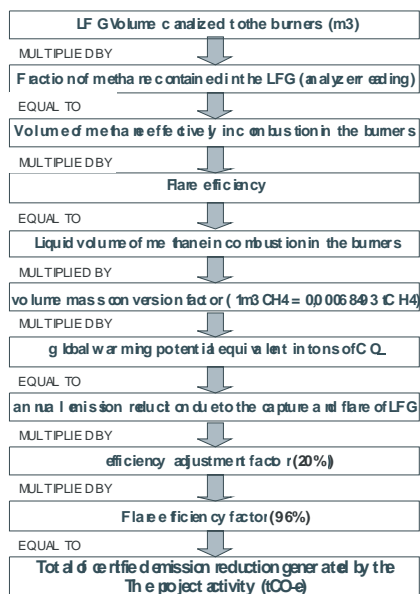 LFG Volume canalized to the burners (m3)
MULTIPLIED BY
Fraction of methane contained in the LFG (analyzer reading)
EQUAL TO
Volume of methane effectively in combustion in the burners
MULTIPLIED BY
Flare efficiency
EQUAL TO
Liquid volume of methane in combustion in the burners
MULTIPLIED BY
volume mass conversion factor ( 1m3 CH4 = 0,00068493 tCH4)
MULTIPLIED BY
global warming potential equivalent in tons of CO
EQUAL TO
annual emission reduction due to the capture and flare of LFG
MULTIPLIED BY
efficiency adjustment factor (20%)
MULTIPLIED BY
Flare efficiency factor (96%)
EQUAL TO
Total of certified emission reduction generated by the
The project activity (tCO2e)